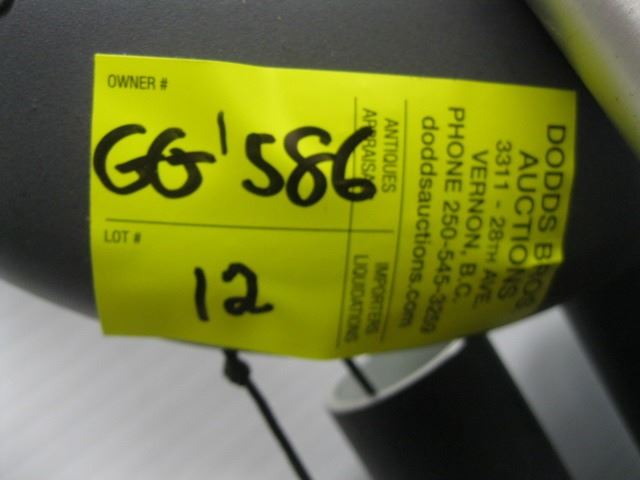 OWNER #
GG'586
LOT #
12
ANTIQUES
APPRAISA
IMPORTERS
LIQUIDATIONS
DODDS BROS
AUCTIONS
3311 - 28TH AVE.
VERNON, B.C.
PHONE 250-545-3259
doddsauctions.com